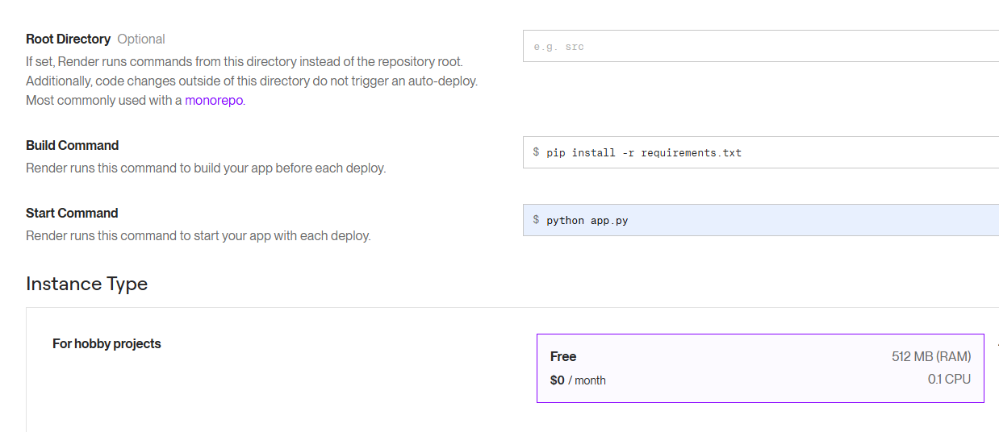 Root Directory Optional
e.g. src
If set, Render runs commands from this directory instead of the repository root.
Additionally, code changes outside of this directory do not trigger an auto-deploy.
Most commonly used with a monorepo.
Build Command
$ pip install -r requirements.txt
Render runs this command to build your app before each deploy.
Start Command
$ python app.py
Render runs this command to start your app with each deploy.
Instance Type
For hobby projects
Free 512 MB (RAM)
$0 / month 0.1 CPU